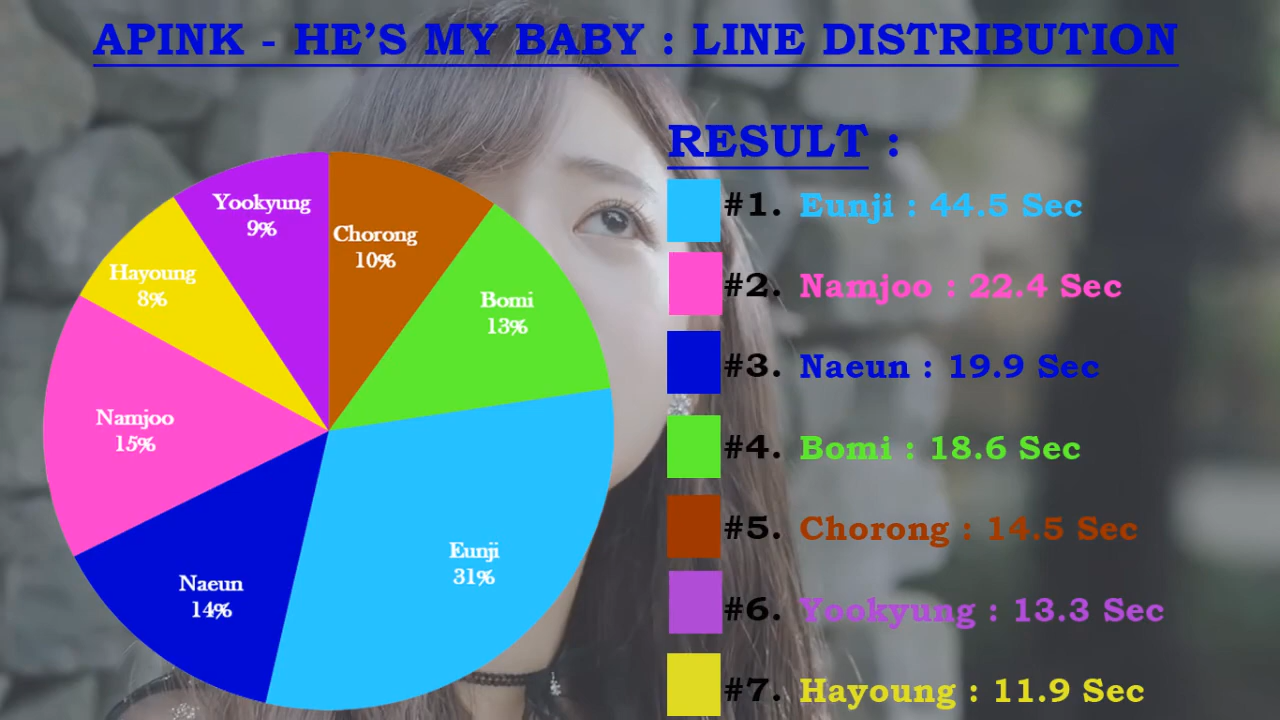 APINK - HE'S MY BABY : LINE DISTRIBUTION
RESULT :
#1. Eunji : 44.5 Sec
#2. Namjoo : 22.4 Sec
#3. Naeun : 19.9 Sec
#4. Bomi : 18.6 Sec
#5. Chorong : 14.5 Sec
#6. Yookyung : 13.3 Sec
#7. Hayoung : 11.9 Sec
Yookyung
9%
Chorong
10%
Hayoung
8%
Bomi
13%
Namjoo
15%
Eunji
31%
Naeun
14%